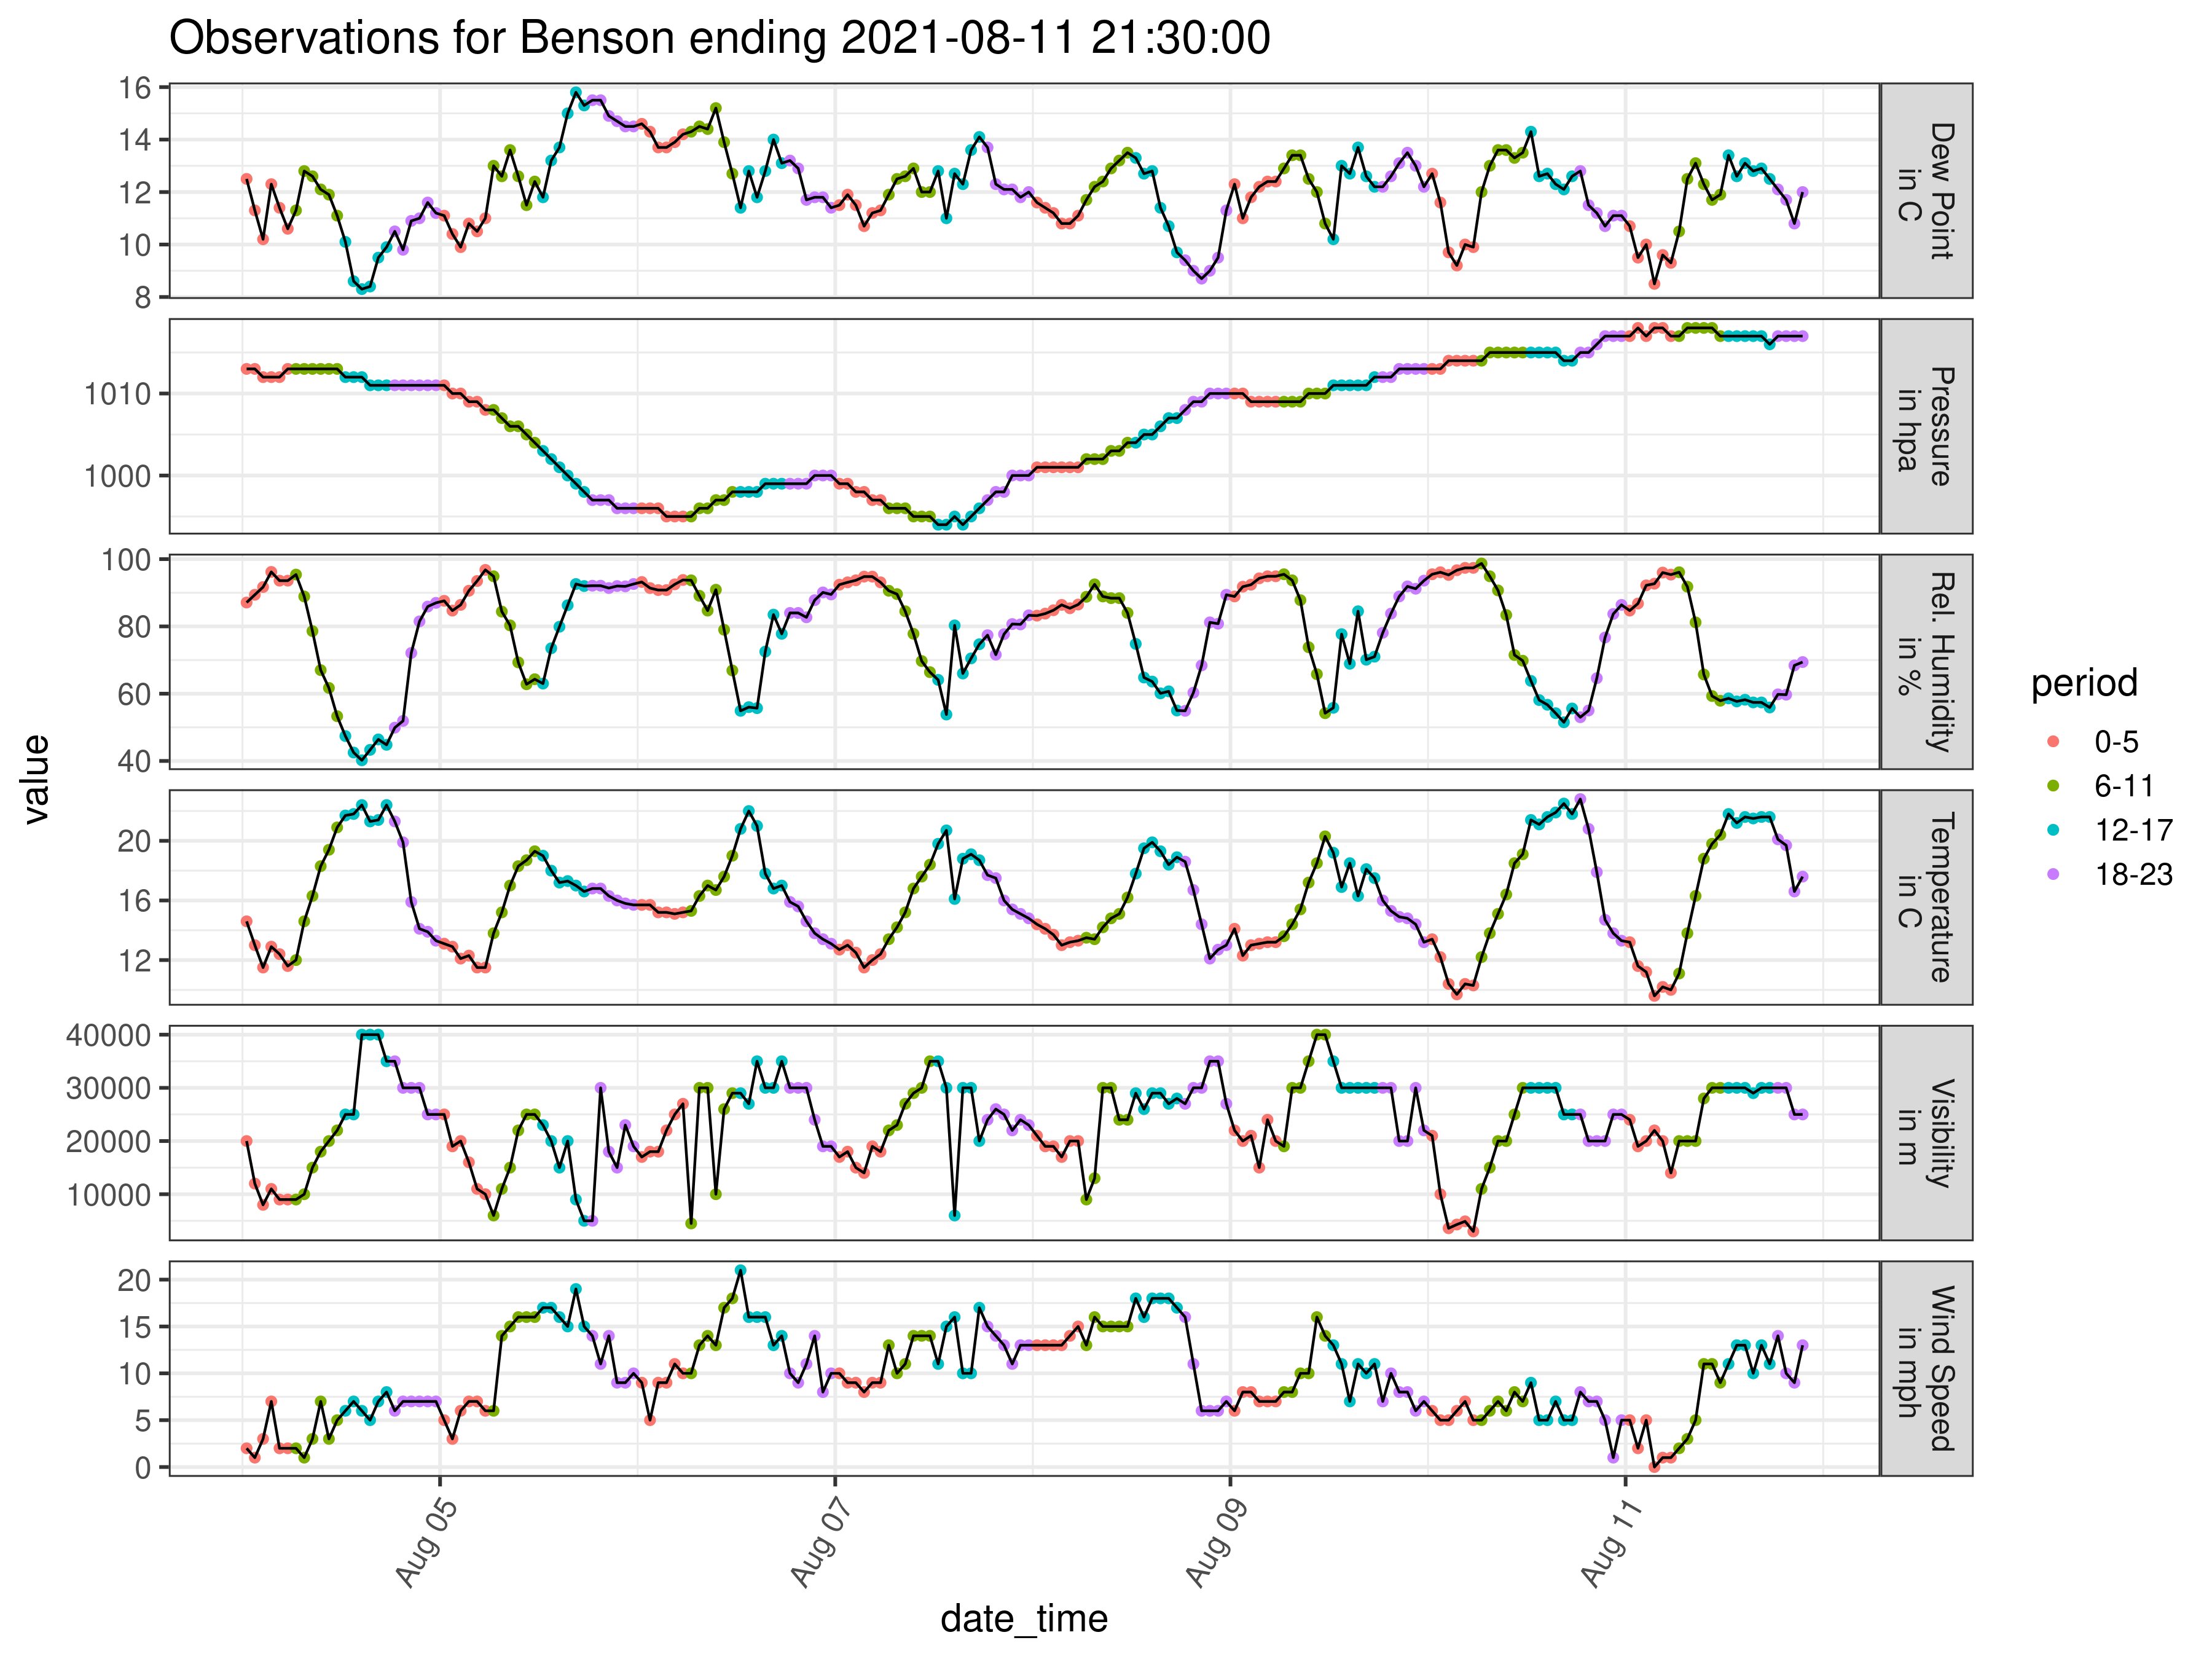 Observations for Benson ending 2021-08-11 21:30:00
value
16
14
12
10
8
Dew Point
in C
1010
1000
Pressure
in hpa
100
80
60
40
Rel. Humidity
in %
20
16
12
Temperature
in C
40000
30000
20000
10000
Visibility
in m
20
15
10
5
0
Wind Speed
in mph
Aug 05
Aug 07
Aug 09
Aug 11
date_time
period
0-5
6-11
12-17
18-23